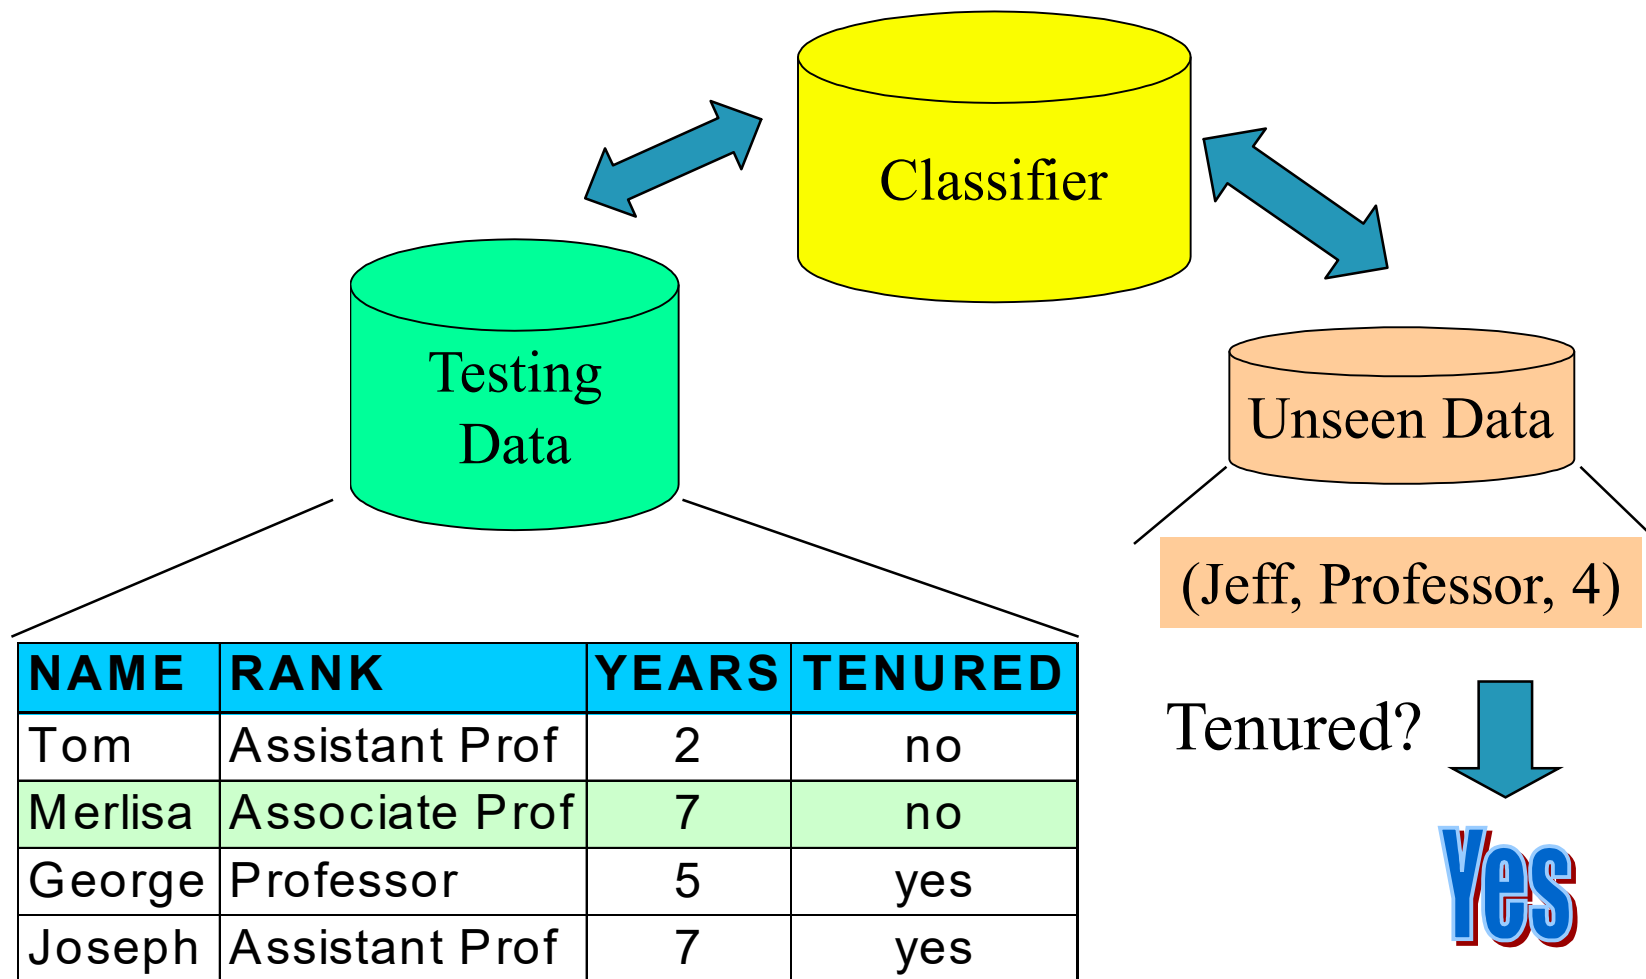 Classifier
Testing
Data
Unseen Data
(Jeff, Professor, 4)
NAME RANK YEARS TENURED
Tom Assistant Prof 2 no
Merlisa Associate Prof 7 no
George Professor 5 yes
Joseph Assistant Prof 7 yes
Tenured?
Yes